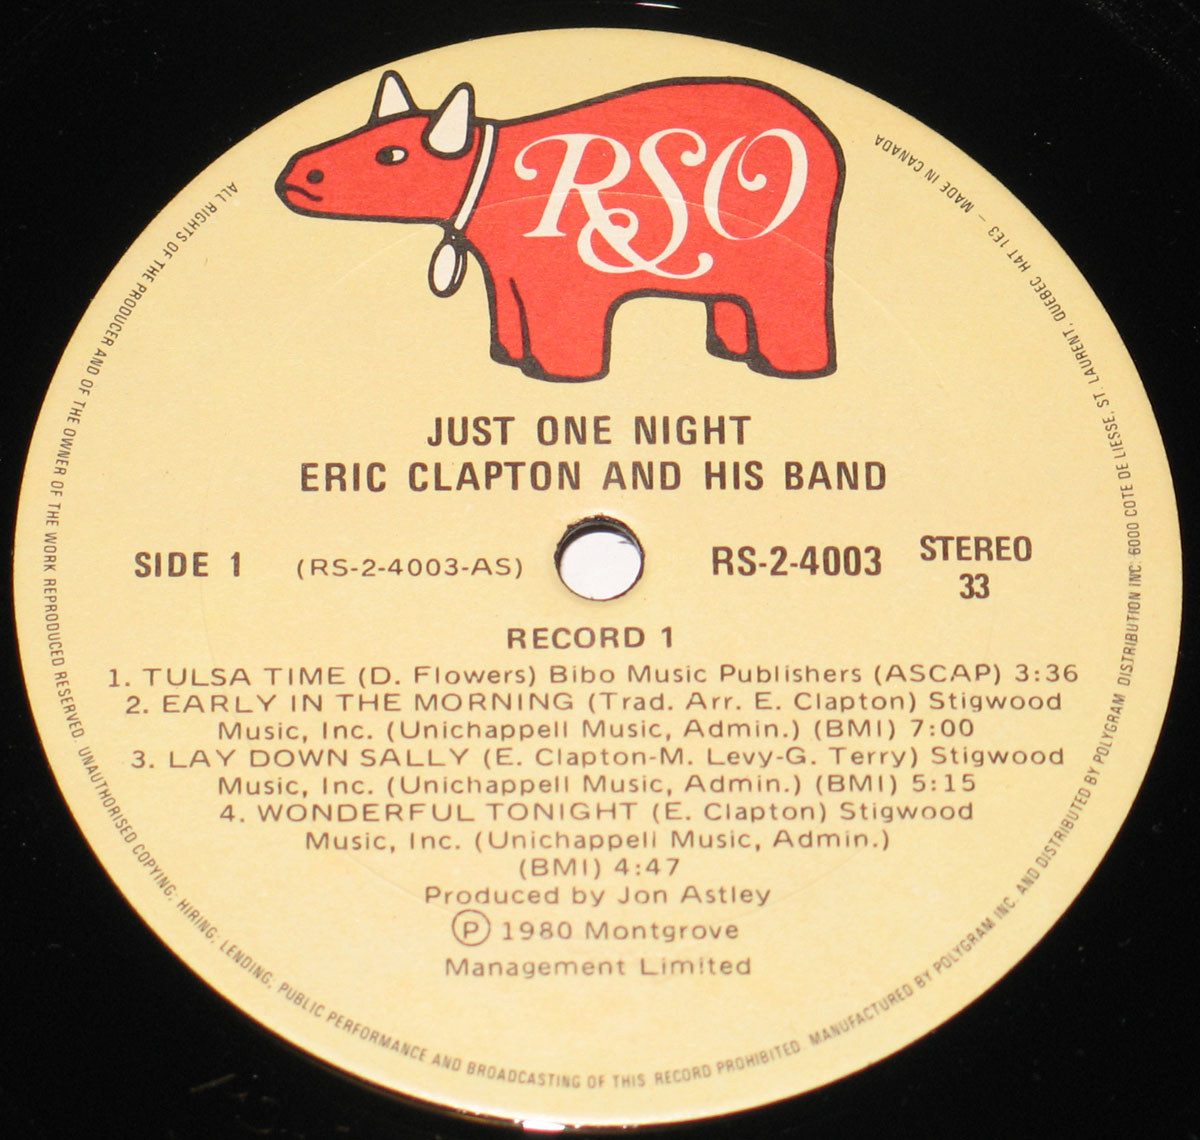 RSO
JUST ONE NIGHT
ERIC CLAPTON AND HIS BAND
SIDE 1 (RS-2-4003-AS) RS-2-4003 STEREO
33
RECORD 1
1. TULSA TIME (D. Flowers) Bibo Music Publishers (ASCAP) 3:36
2. EARLY IN THE MORNING (Trad. Arr. E. Clapton) Stigwood
Music, Inc. (Unichappell Music, Admin.) (BMI) 7:00
3. LAY DOWN SALLY (E. Clapton-M. Levy-G. Terry) Stigwood
Music, Inc. (Unichappell Music, Admin.) (BMI) 5:15
4. WONDERFUL TONIGHT (E. Clapton) Stigwood
Music, Inc. (Unichappell Music, Admin.)
(BMI) 4:47
Produced by Jon Astley
Ⓟ 1980 Montgrove
Management Limited
ALL RIGHTS OF THE PRODUCER AND OF THE OWNER OF THE WORK REPRODUCED RESERVED. UNAUTHORISED COPYING; HIRING; LENDING; PUBLIC PERFORMANCE AND BROADCASTING OF THIS RECORD PROHIBITED. MANUFACTURED BY POLYGRAM INC. AND DISTRIBUTED BY POLYGRAM DISTRIBUTION INC. 6000 COTE DE LIESSE, ST. LAURENT, QUEBEC H4T 1E3 – MADE IN CANADA